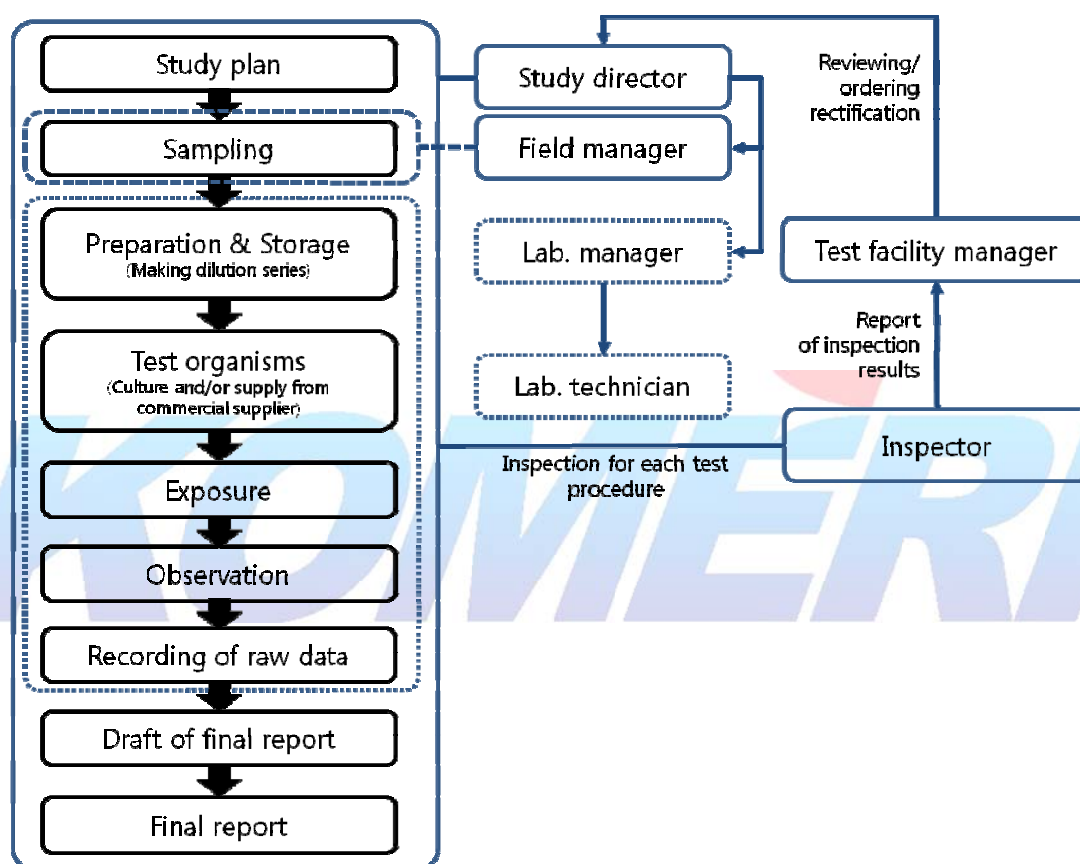 Study plan
Sampling
Preparation & Storage
(Making dilution series)
Test organisms
(Culture and/or supply from
commercial supplier)
Exposure
Observation
Recording of raw data
Draft of final report
Final report
Study director
Field manager
Lab. manager
Lab. technician
Reviewing/
ordering
rectification
Test facility manager
Report
of inspection
results
Inspector
Inspection for each test
procedure
KOMERI